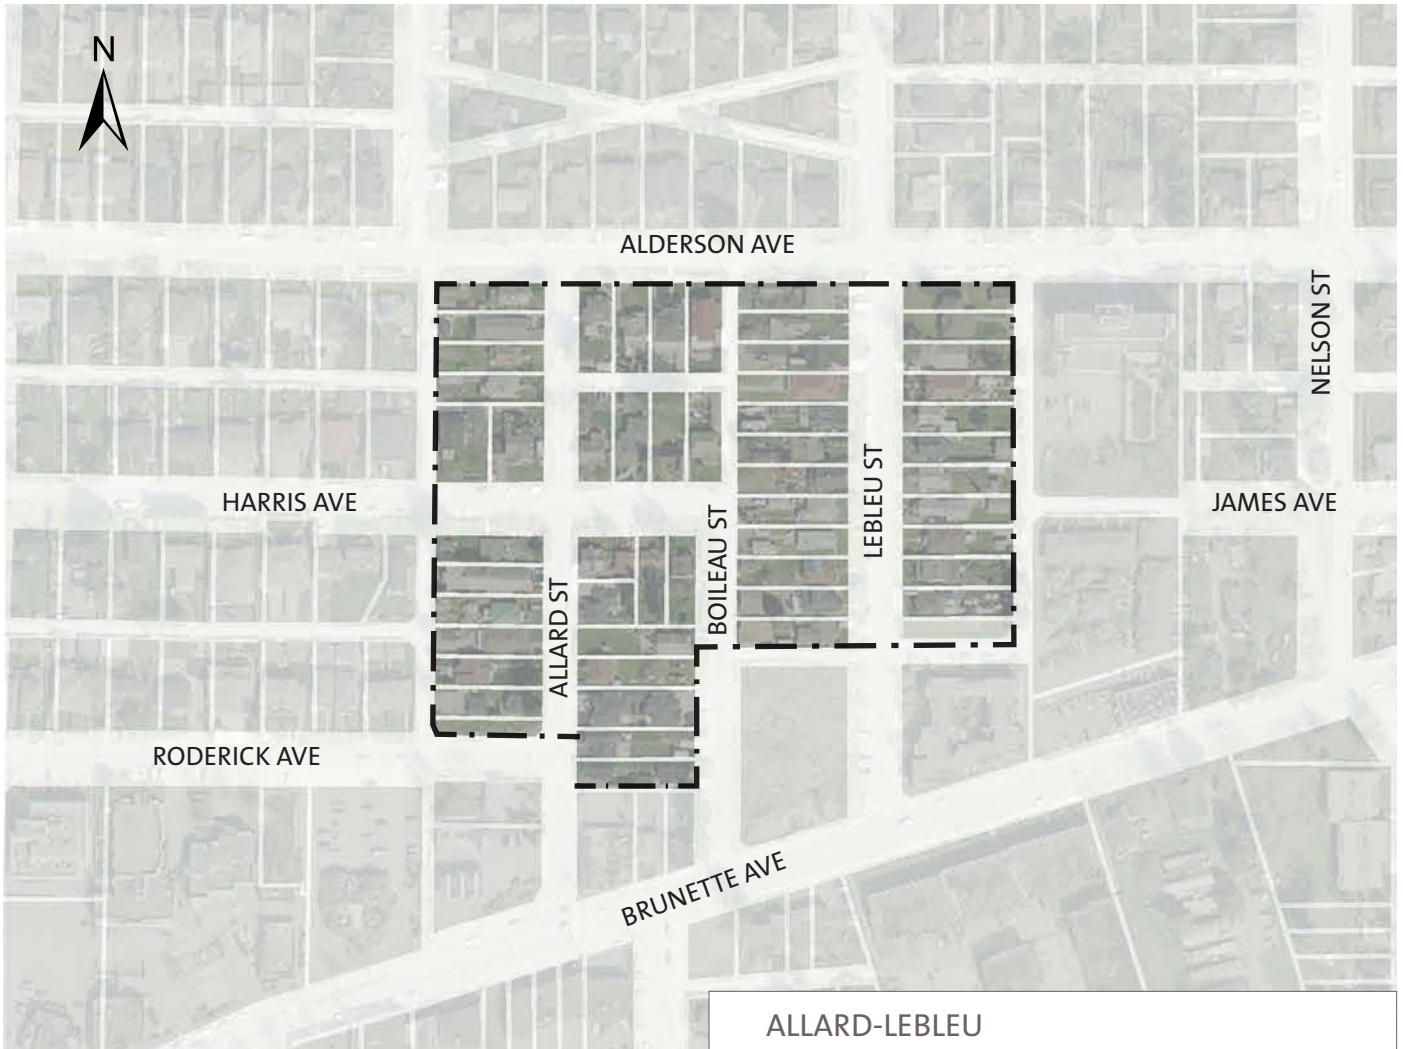 N
ALDERSON AVE
NELSON ST
HARRIS AVE
JAMES AVE
LEBLEU ST
BOILEAU ST
ALLARD ST
RODERICK AVE
BRUNETTE AVE
ALLARD-LEBLEU